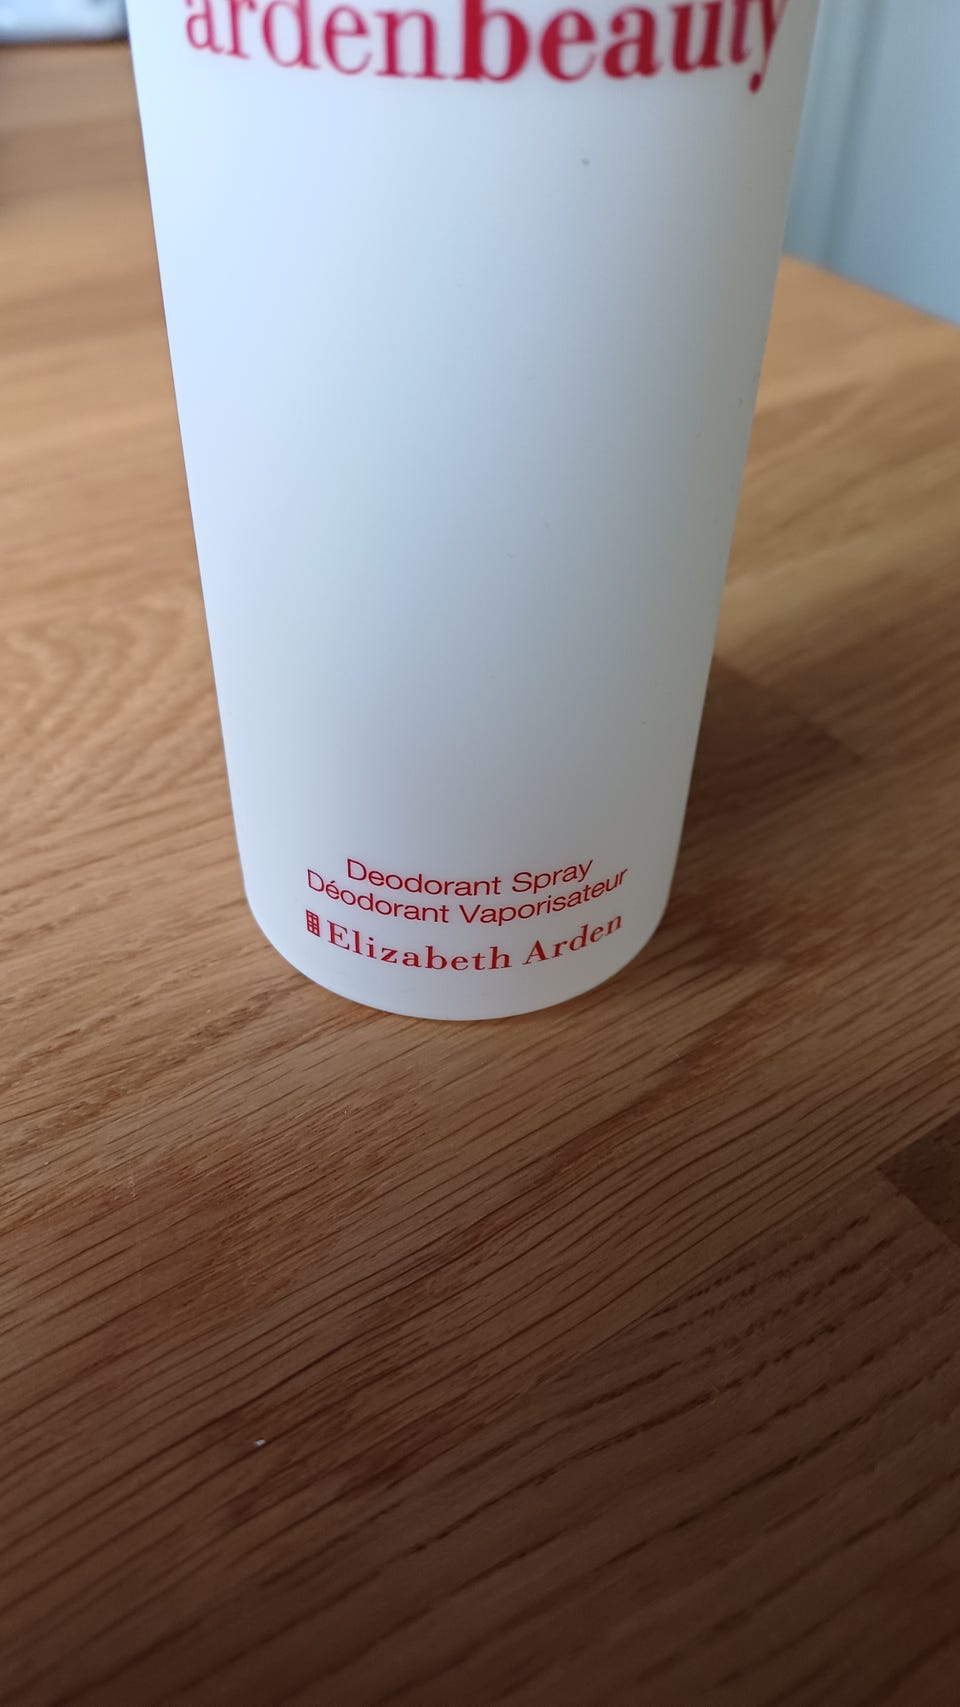 ardenbeauty
Deodorant Spray
Déodorant Vaporisateur
Elizabeth Arden